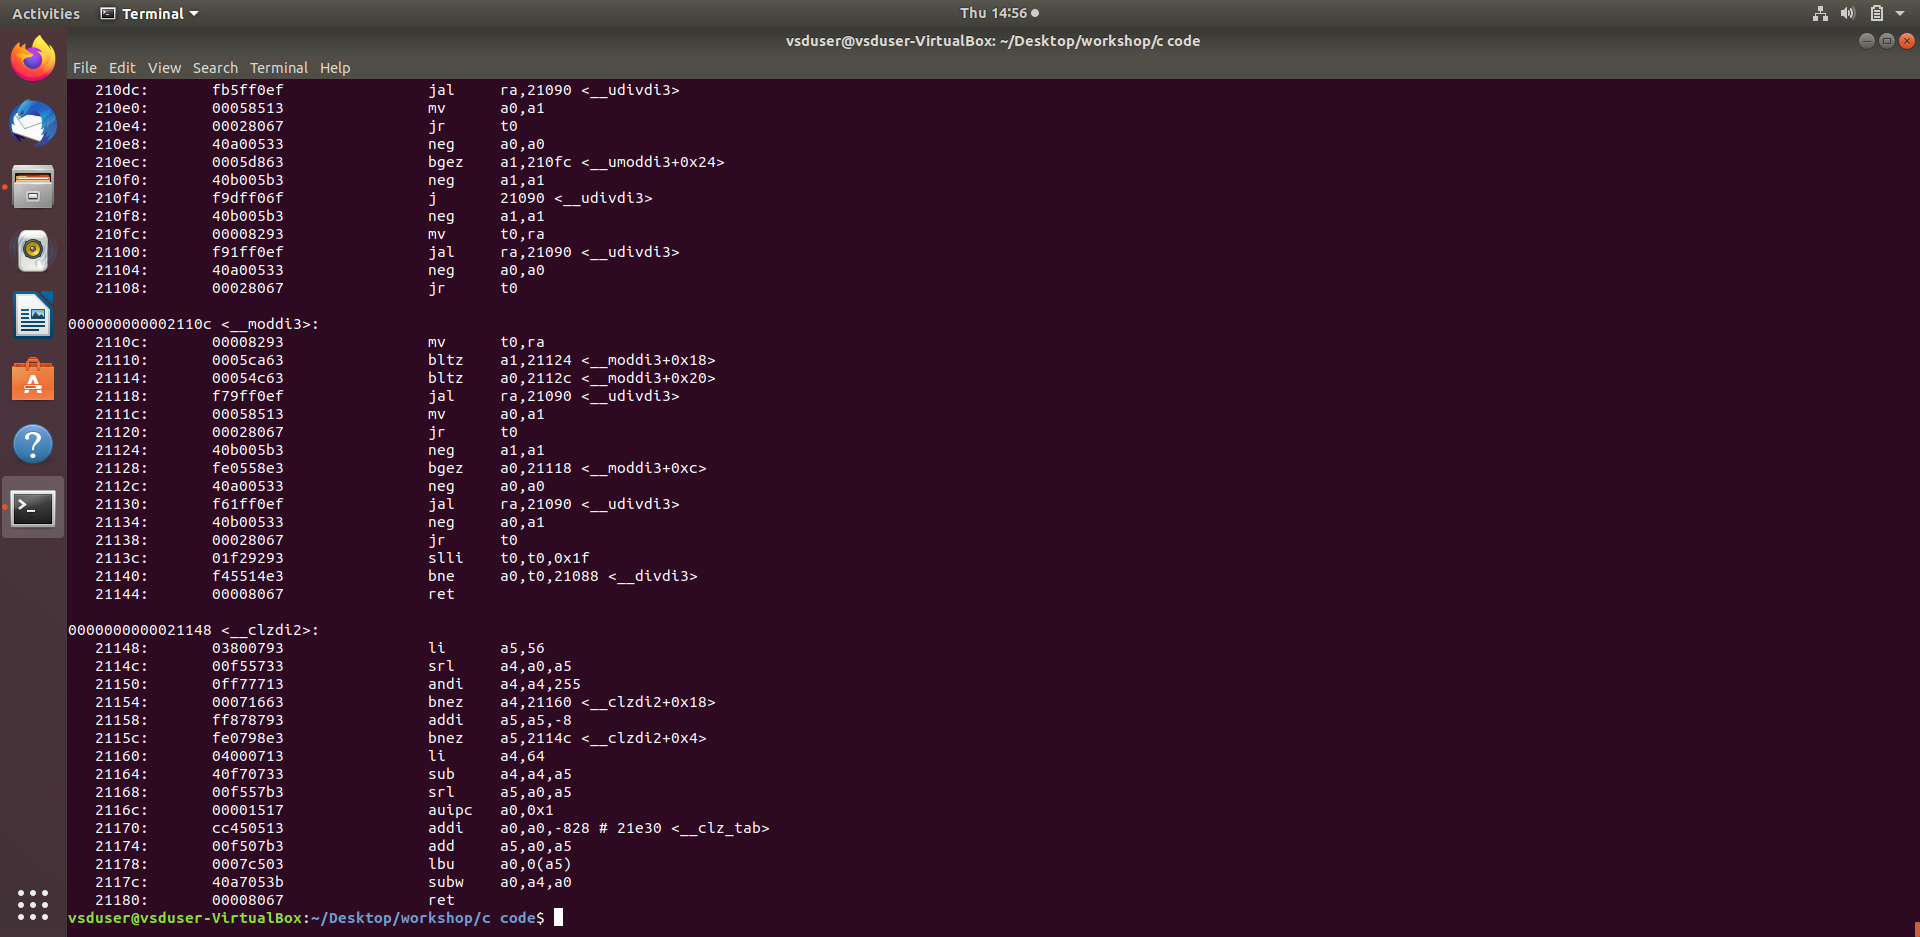 Activities Terminal Thu 14:56
vsduser@vsduser-VirtualBox: ~/Desktop/workshop/c code
File Edit View Search Terminal Help
210dc: fb5ff0ef jal ra,21090 <__udivdi3>
210e0: 00058513 mv a0,a1
210e4: 00028067 jr t0
210e8: 40a00533 neg a0,a0
210ec: 0005d863 bgez a1,210fc <__umoddi3+0x24>
210f0: 40b005b3 neg a1,a1
210f4: f9dff06f j 21090 <__udivdi3>
210f8: 40b005b3 neg a1,a1
210fc: 00008293 mv t0,ra
21100: f91ff0ef jal ra,21090 <__udivdi3>
21104: 40a00533 neg a0,a0
21108: 00028067 jr t0
000000000002110c <__moddi3>:
2110c: 00008293 mv t0,ra
21110: 0005ca63 bltz a1,21124 <__moddi3+0x18>
21114: 00054c63 bltz a0,2112c <__moddi3+0x20>
21118: f79ff0ef jal ra,21090 <__udivdi3>
2111c: 00058513 mv a0,a1
21120: 00028067 jr t0
21124: 40b005b3 neg a1,a1
21128: fe0558e3 bgez a0,21118 <__moddi3+0xc>
2112c: 40a00533 neg a0,a0
21130: f61ff0ef jal ra,21090 <__udivdi3>
21134: 40b00533 neg a0,a1
21138: 00028067 jr t0
2113c: 01f29293 slli t0,t0,0x1f
21140: f45514e3 bne a0,t0,21088 <__divdi3>
21144: 00008067 ret
0000000000021148 <__clzdi2>:
21148: 03800793 li a5,56
2114c: 00f55733 srl a4,a0,a5
21150: 0ff77713 andi a4,a4,255
21154: 00071663 bnez a4,21160 <__clzdi2+0x18>
21158: ff878793 addi a5,a5,-8
2115c: fe0798e3 bnez a5,2114c <__clzdi2+0x4>
21160: 04000713 li a4,64
21164: 40f70733 sub a4,a4,a5
21168: 00f557b3 srl a5,a0,a5
2116c: 00001517 auipc a0,0x1
21170: cc450513 addi a0,a0,-828 # 21e30 <__clz_tab>
21174: 00f507b3 add a5,a0,a5
21178: 0007c503 lbu a0,0(a5)
2117c: 40a7053b subw a0,a4,a0
21180: 00008067 ret
vsduser@vsduser-VirtualBox:~/Desktop/workshop/c code$